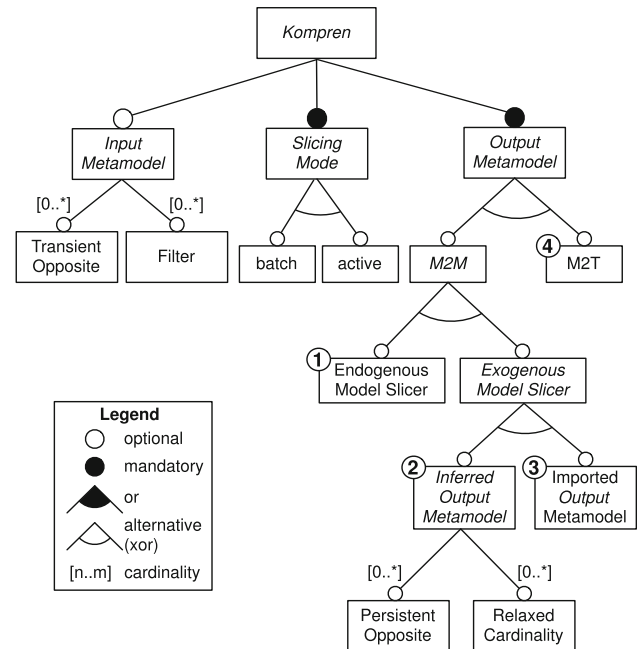 Kompren
Input
Metamodel
Slicing
Mode
Output
Metamodel
[0..*]
[0..*]
Transient
Opposite
Filter
batch
active
M2M
4
M2T
1
Endogenous
Model Slicer
Exogenous
Model Slicer
Legend
optional
mandatory
or
alternative
(xor)
[n..m] cardinality
2
Inferred
Output
Metamodel
3
Imported
Output
Metamodel
[0..*]
[0..*]
Persistent
Opposite
Relaxed
Cardinality